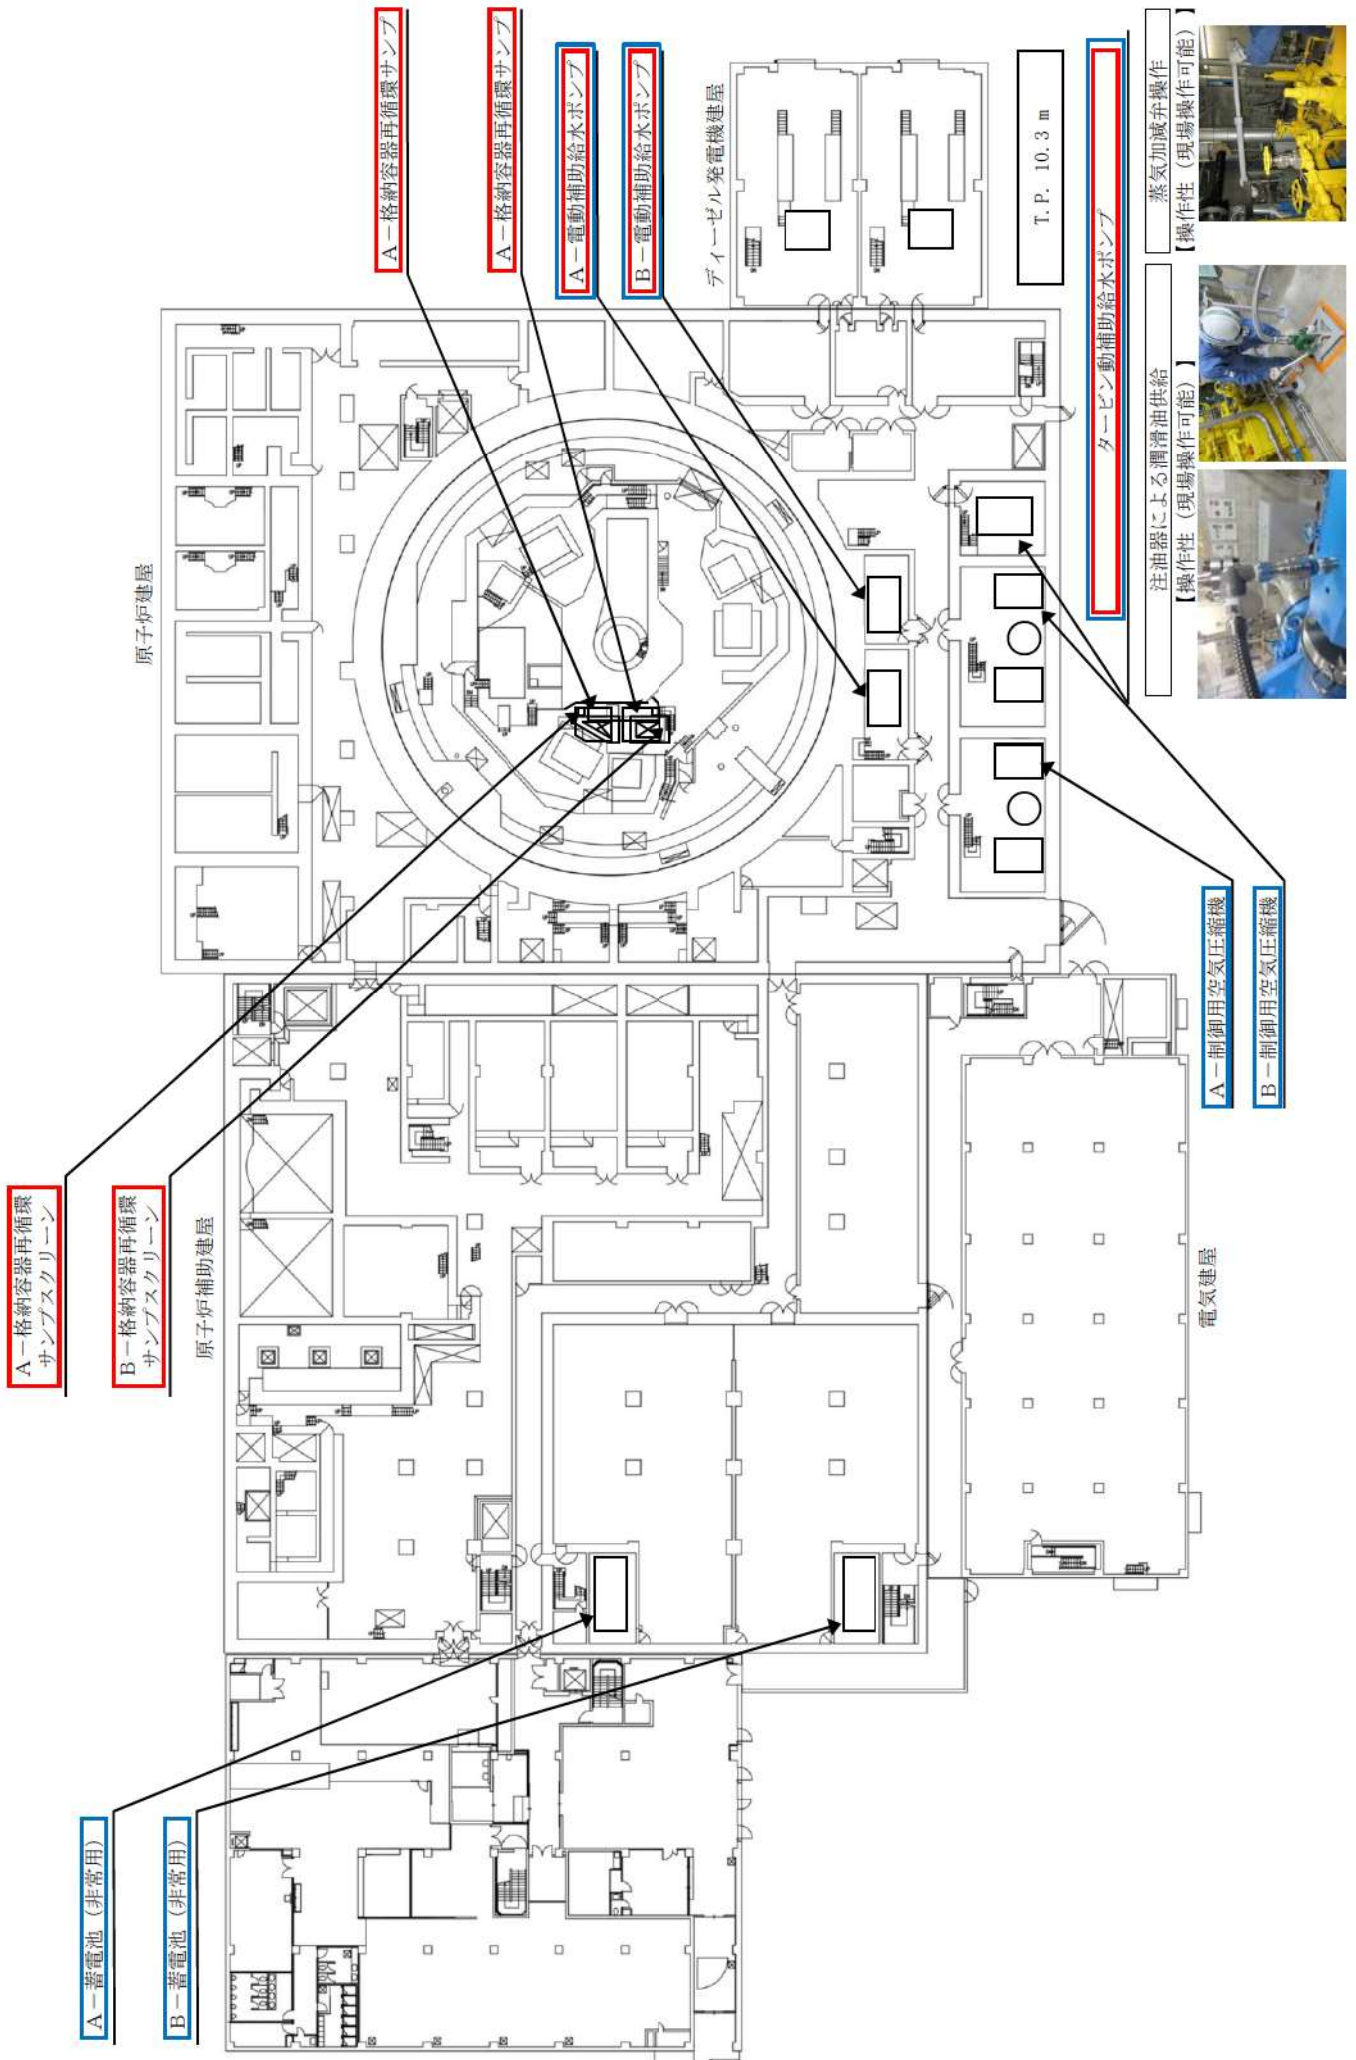 A-格納容器再循環サンプ
A-格納容器再循環サンプ
A-電動補助給水ポンプ
B-電動補助給水ポンプ
ディーゼル発電機建屋
T.P. 10.3 m
タービン動補助給水ポンプ
蒸気加減弁操作
【操作性(現場操作可能)】
注油器による潤滑油供給
【操作性(現場操作可能)】
原子炉建屋
A-格納容器再循環
サンプスクリーン
B-格納容器再循環
サンプスクリーン
原子炉補助建屋
A-制御用空気圧縮機
B-制御用空気圧縮機
電気建屋
A-蓄電池(非常用)
B-蓄電池(非常用)